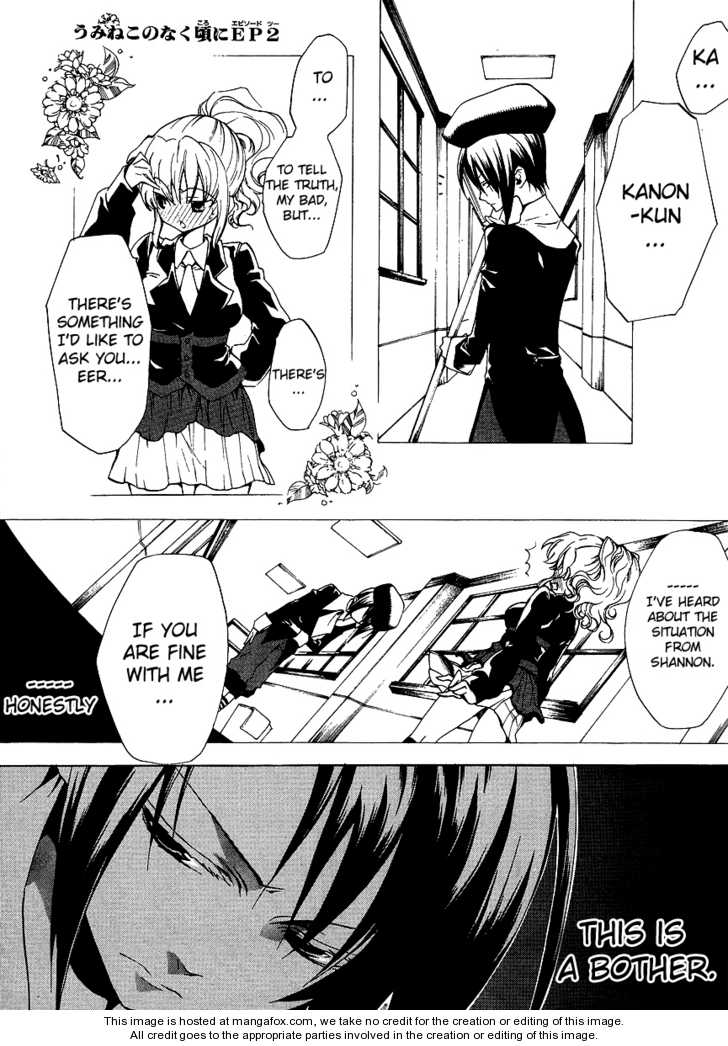 KA
...
KANON
-KUN
...
うみねこのなく頃にEP2
ころ
エピソード ツー
TO
...
TO TELL
THE TRUTH,
MY BAD,
BUT...
THERE'S
...
THERE'S
SOMETHING
I'D LIKE TO
ASK YOU...
EER...
-----
I'VE HEARD
ABOUT THE
SITUATION
FROM
SHANNON.
IF YOU
ARE FINE
WITH ME
...
-----
HONESTLY
THIS IS
A BOTHER.
This image is hosted at mangafox.com, we take no credit for the creation or editing of this image.
All credit goes to the appropriate parties involved in the creation or editing of this image.